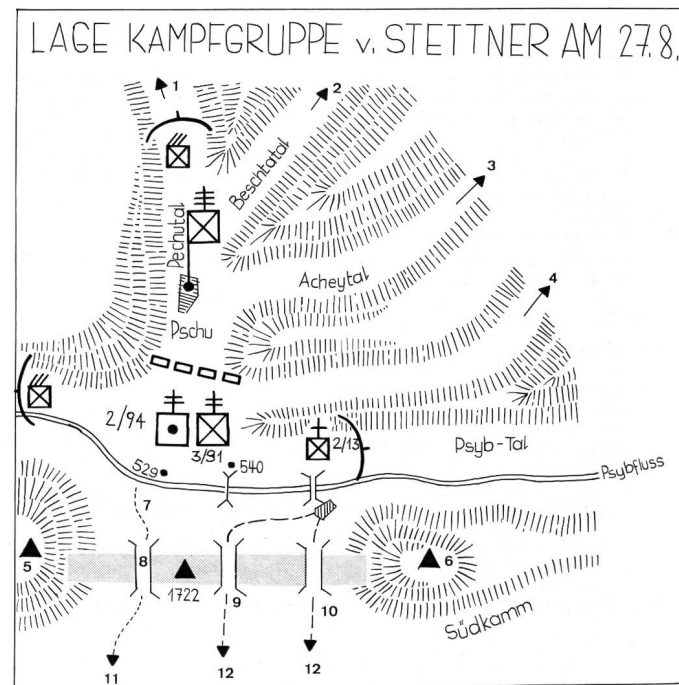 LAGE KAMPFGRUPPE v. STETTNER AM 27.8.
1
2
3
4
Beschtatal
Pechutal
Acheytal
Pschu
2/94
3/91
2/13
Psyb-Tal
529
540
Psybfluss
7
5
8
6
1722
9
10
Südkamm
11
12
12